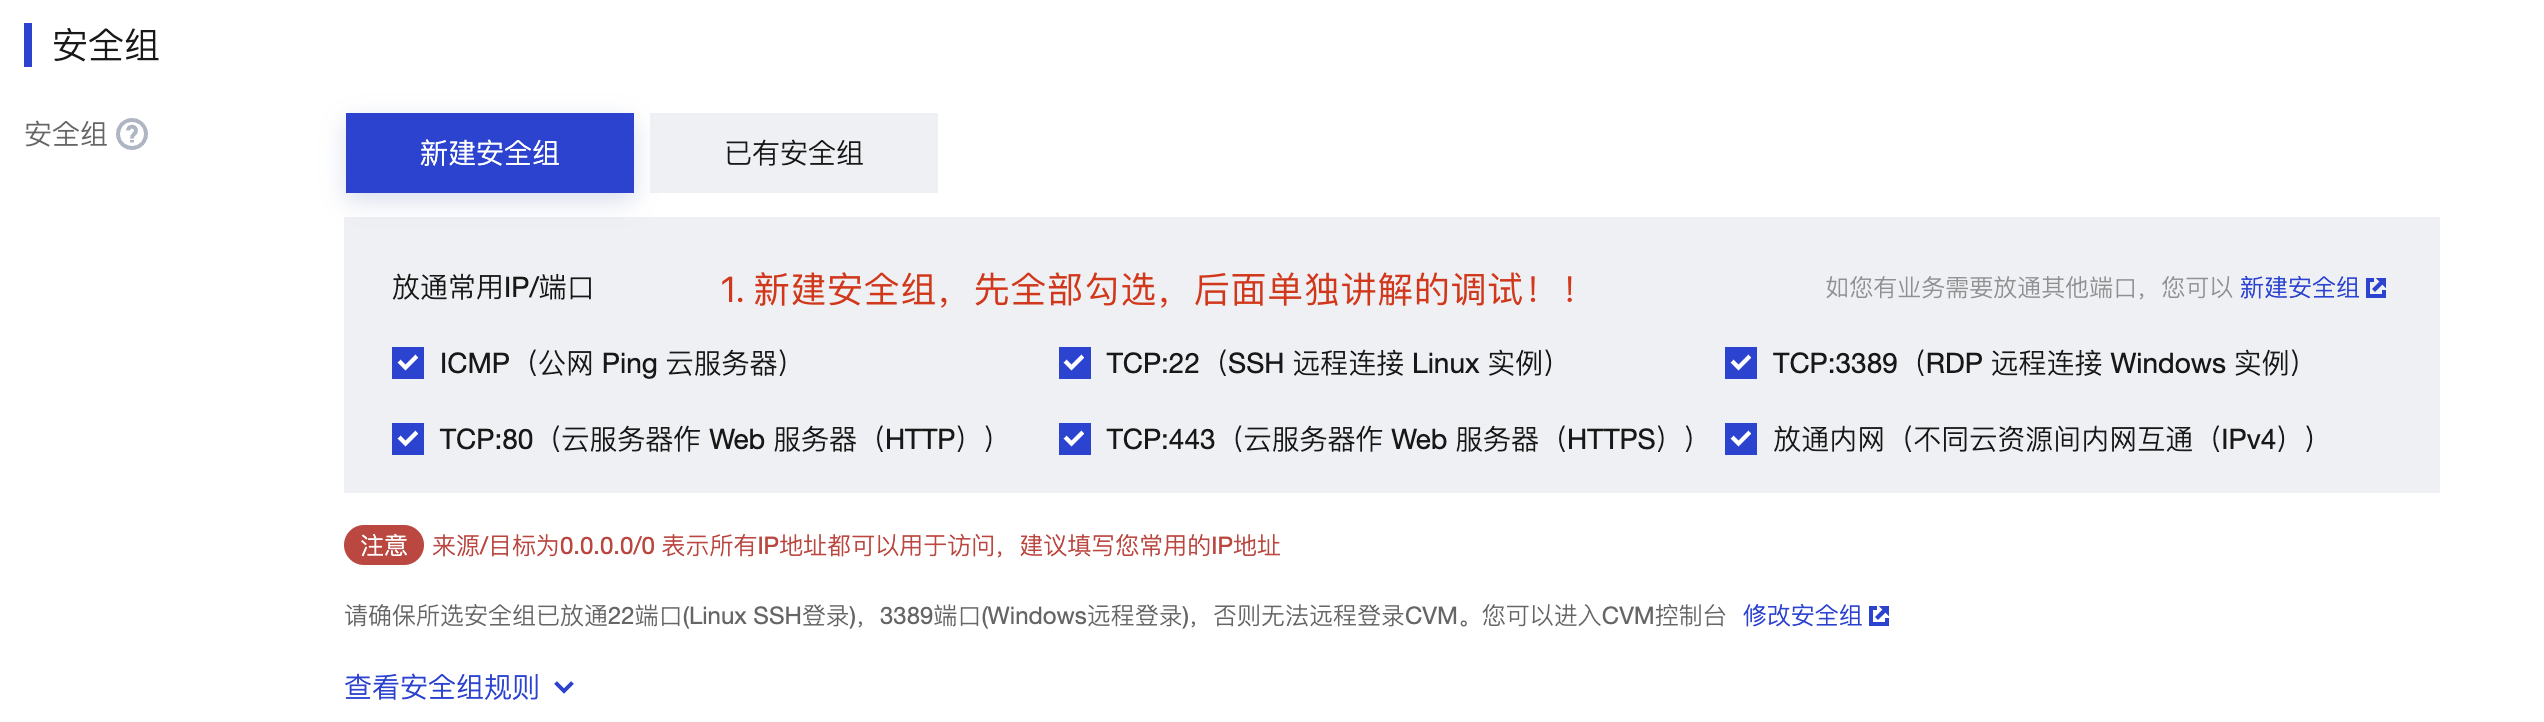 安全组
安全组 ?
新建安全组 已有安全组
放通常用IP/端口 1. 新建安全组，先全部勾选，后面单独讲解的调试！！ 如您有业务需要放通其他端口，您可以 新建安全组
ICMP（公网 Ping 云服务器） TCP:22（SSH 远程连接 Linux 实例） TCP:3389（RDP 远程连接 Windows 实例）
TCP:80（云服务器作 Web 服务器（HTTP）） TCP:443（云服务器作 Web 服务器（HTTPS）） 放通内网（不同云资源间内网互通（IPv4））
注意 来源/目标为0.0.0.0/0 表示所有IP地址都可以用于访问，建议填写您常用的IP地址
请确保所选安全组已放通22端口(Linux SSH登录)，3389端口(Windows远程登录)，否则无法远程登录CVM。您可以进入CVM控制台 修改安全组
查看安全组规则